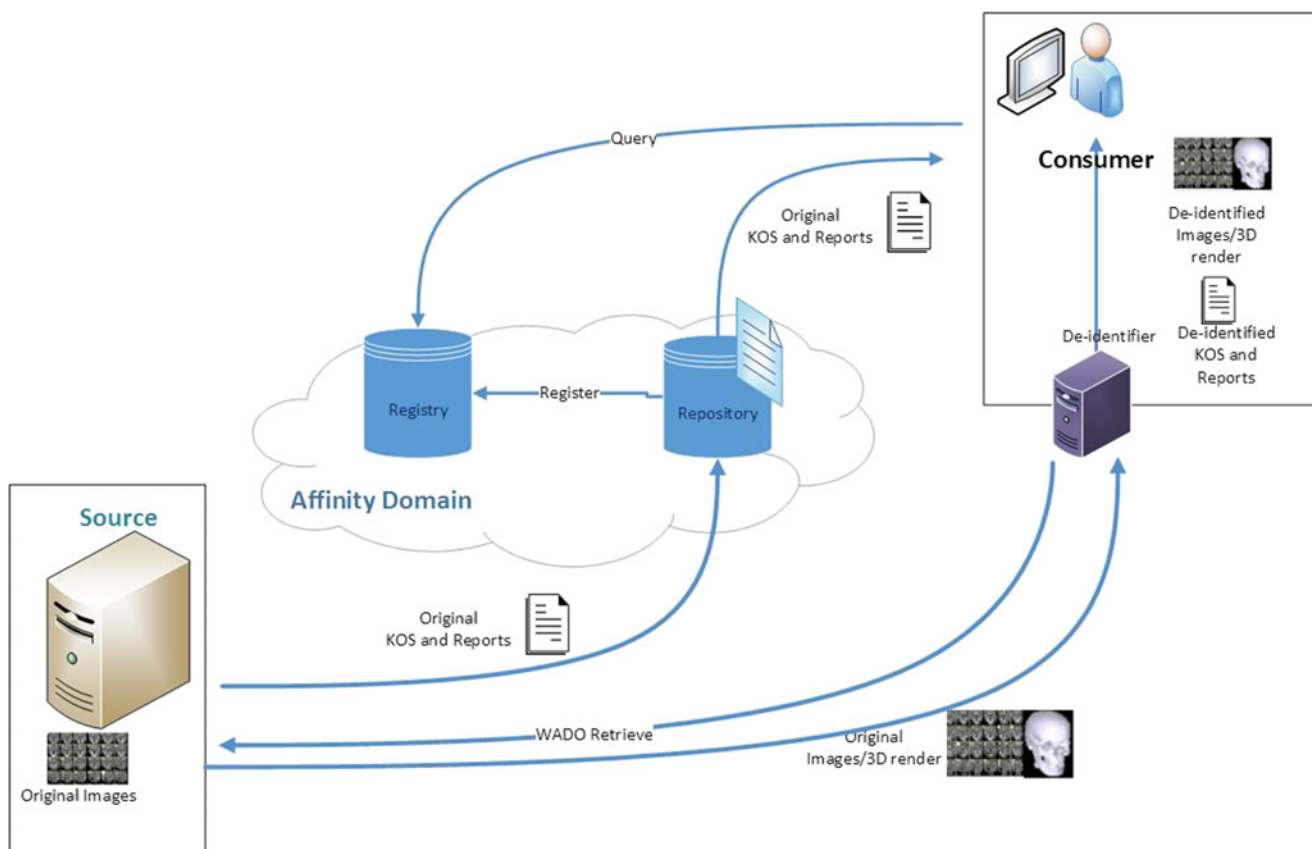 Query
Consumer
Original
KOS and Reports
De-identified
Images/3D
render
De-identifier
De-identified
KOS and
Reports
Registry
Register
Repository
Affinity Domain
Source
Original
KOS and Reports
WADO Retrieve
Original
Images/3D render
Original Images